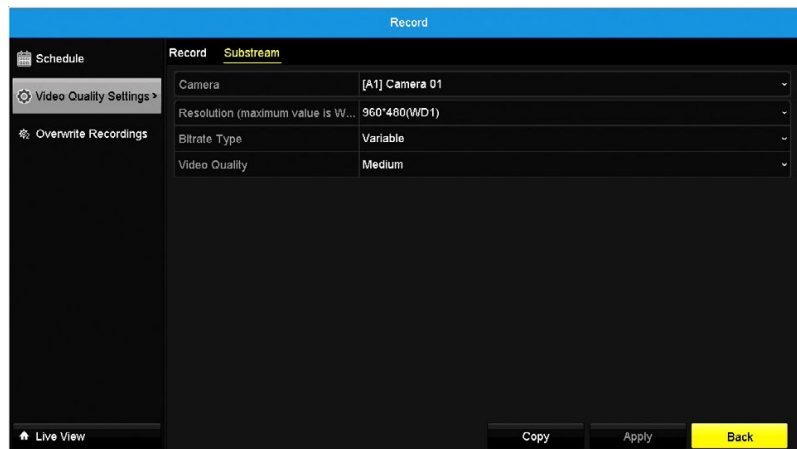 Record
Schedule
Video Quality Settings >
Overwrite Recordings
Live View
Record Substream
Camera [A1] Camera 01
Resolution (maximum value is W... 960*480(WD1)
Bitrate Type Variable
Video Quality Medium
Copy Apply Back